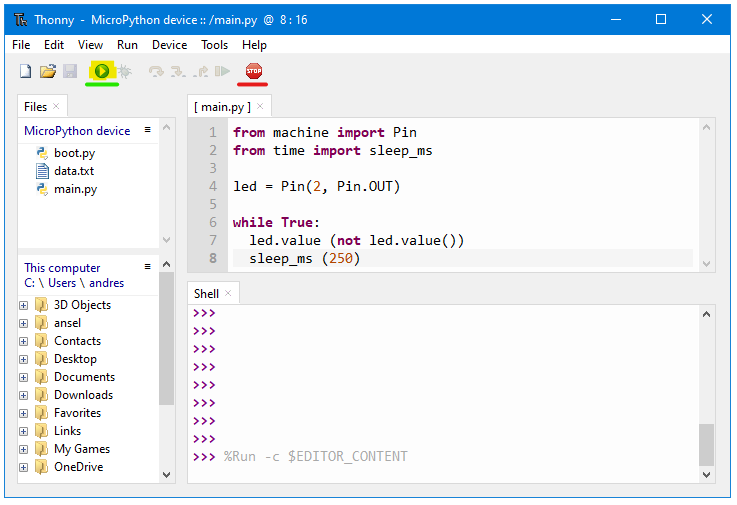 Thonny - MicroPython device :: /main.py @ 8 : 16
File Edit View Run Device Tools Help
STOP
Files
MicroPython device
boot.py
data.txt
main.py
This computer
C: \ Users \ andres
3D Objects
ansel
Contacts
Desktop
Documents
Downloads
Favorites
Links
My Games
OneDrive
[ main.py ]
1 from machine import Pin
2 from time import sleep_ms
3
4 led = Pin(2, Pin.OUT)
5
6 while True:
7   led.value (not led.value())
8   sleep_ms (250)
Shell
>>>
>>>
>>>
>>>
>>>
>>>
>>>
>>>
>>> %Run -c $EDITOR_CONTENT